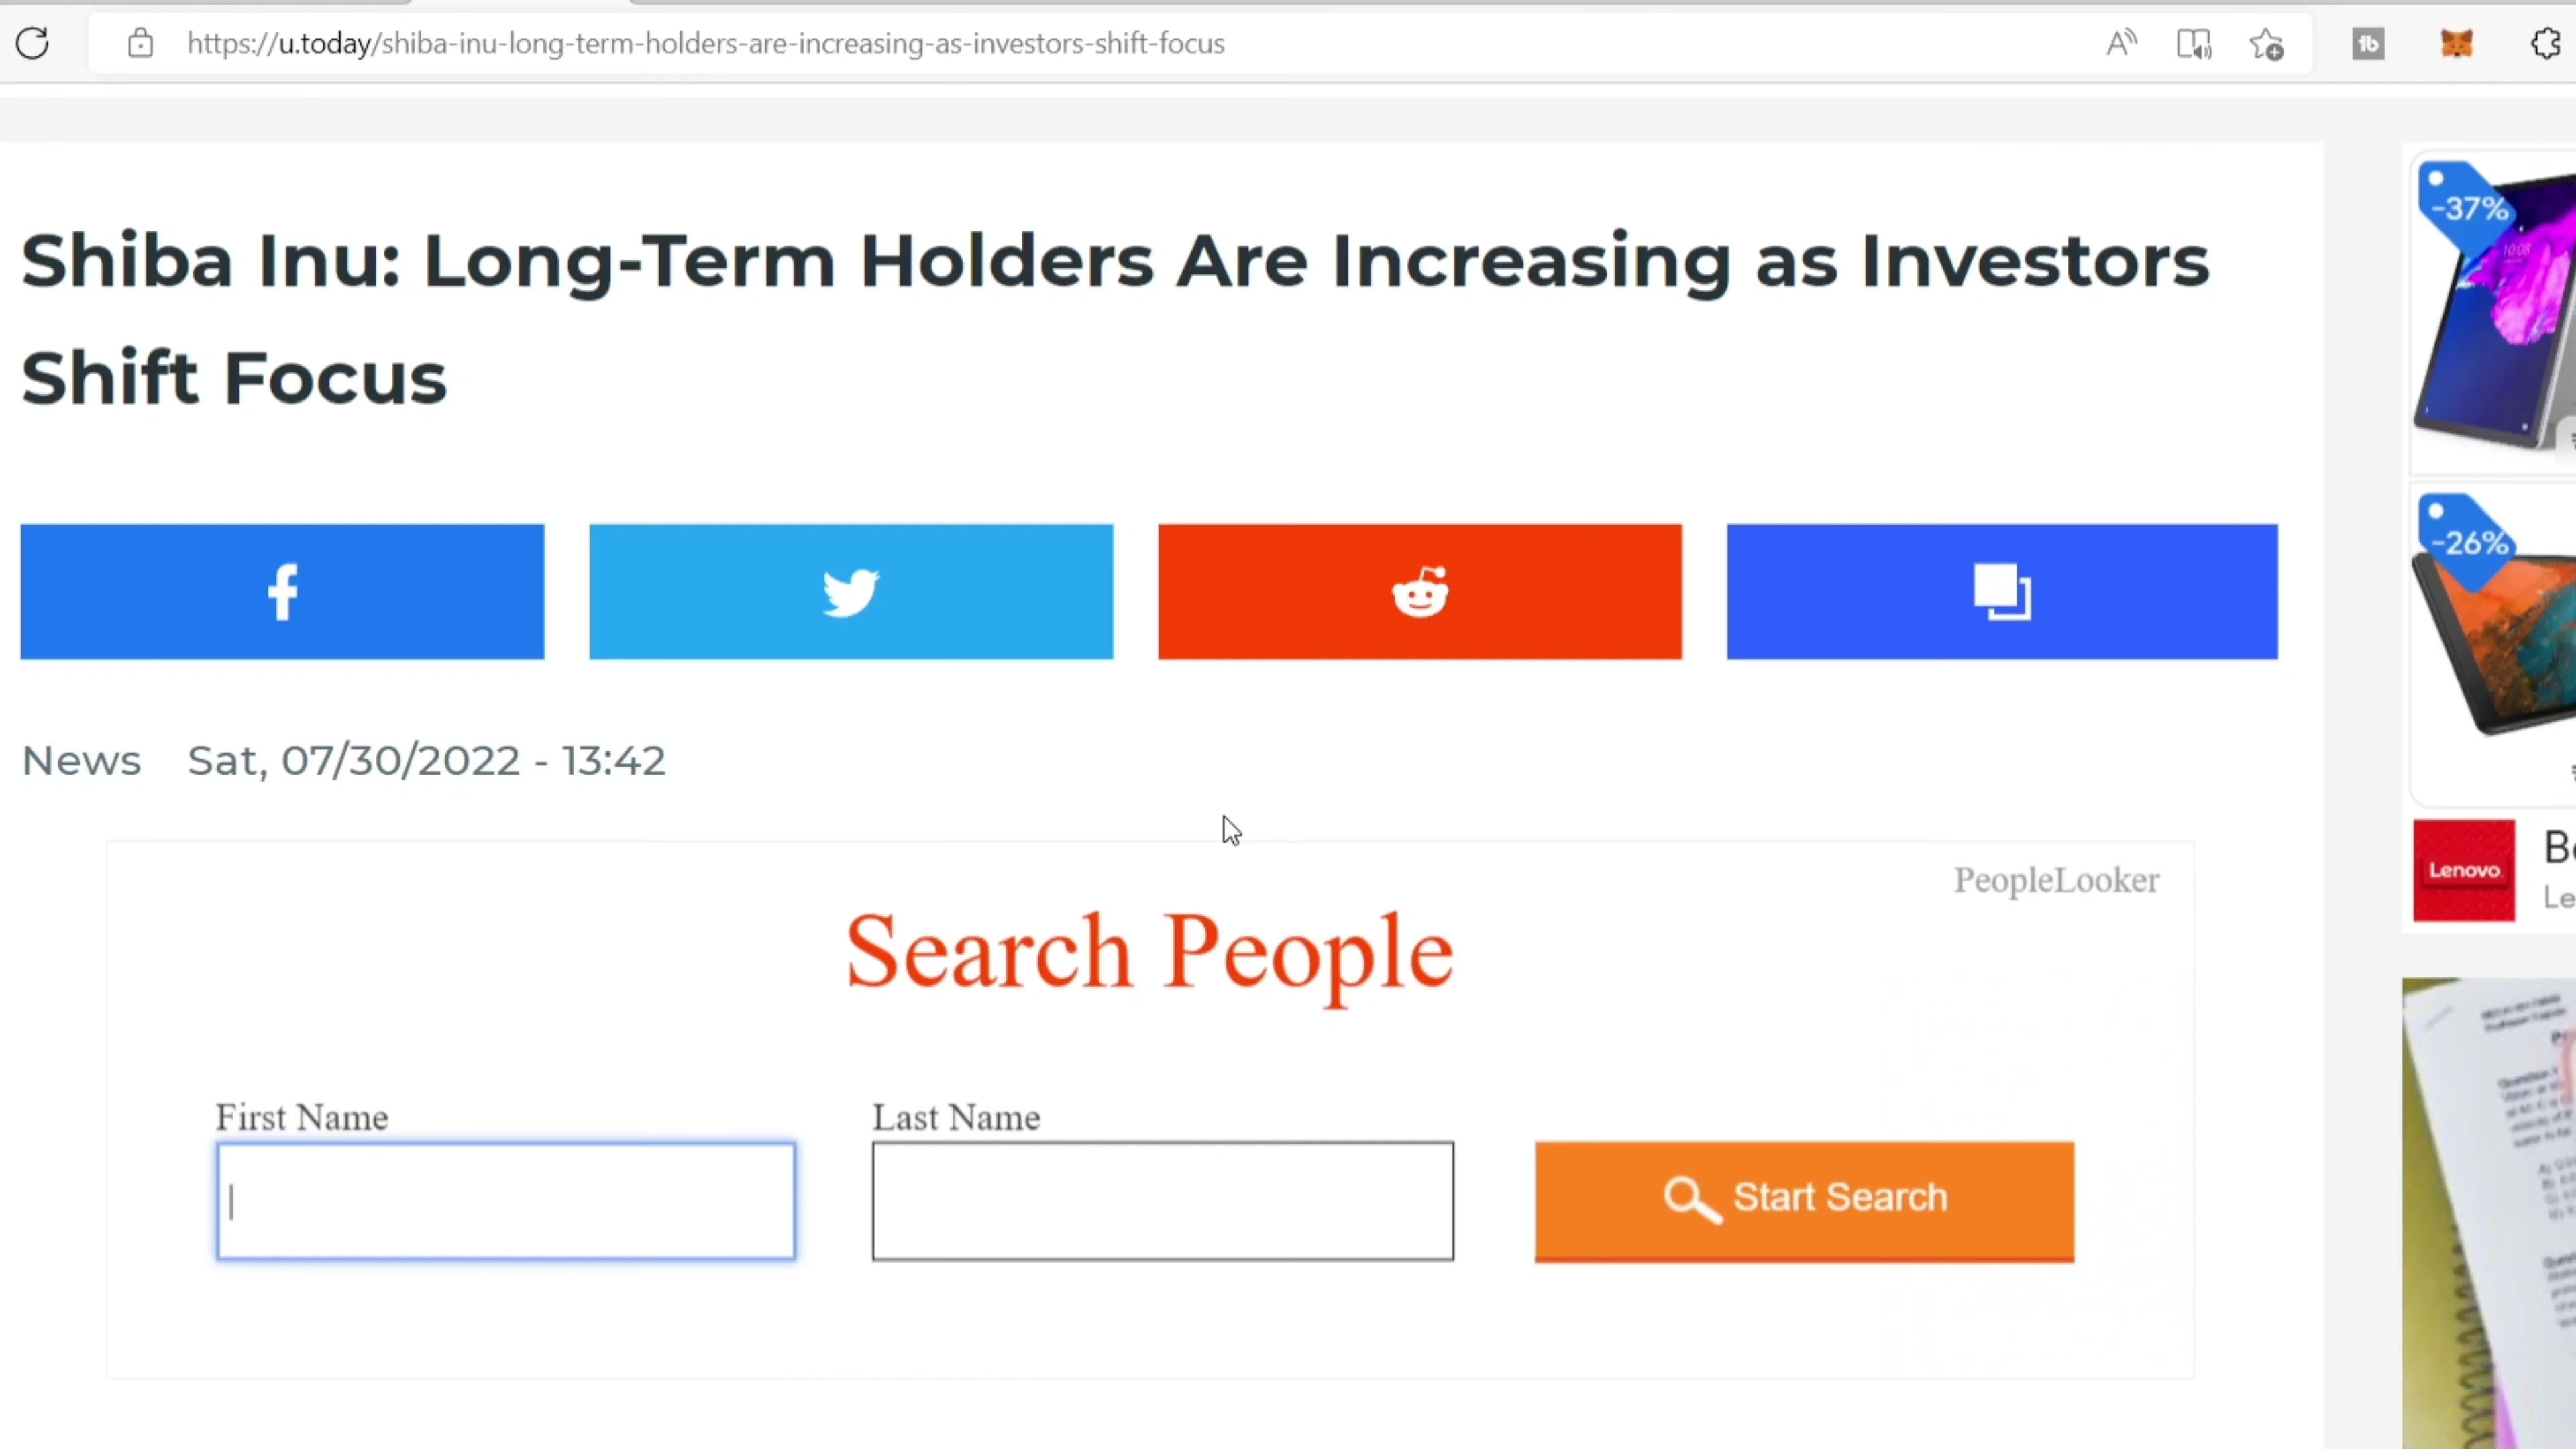 https://u.today/shiba-inu-long-term-holders-are-increasing-as-investors-shift-focus
Shiba Inu: Long-Term Holders Are Increasing as Investors
Shift Focus
News Sat, 07/30/2022 - 13:42
PeopleLooker
Search People
First Name
Last Name
Start Search
-37%
10:08
-26%
Lenovo